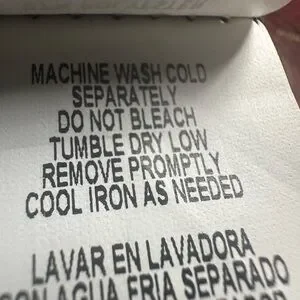 MACHINE WASH COLD
SEPARATELY
DO NOT BLEACH
TUMBLE DRY LOW
REMOVE PROMPTLY
COOL IRON AS NEEDED
LAVAR EN LAVADORA
CON AGUA FRIA SEPARADO